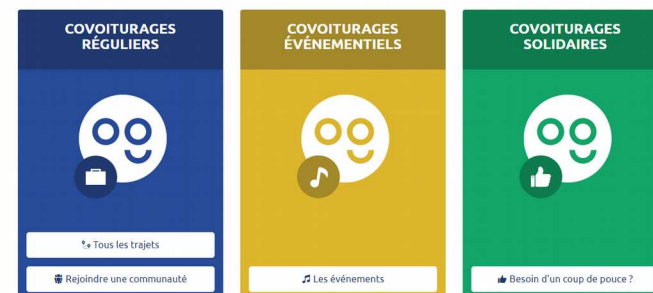 COVOITURAGES
RÉGULIERS
Tous les trajets
Rejoindre une communauté
COVOITURAGES
ÉVÉNEMENTIELS
Les événements
COVOITURAGES
SOLIDAIRES
Besoin d'un coup de pouce ?